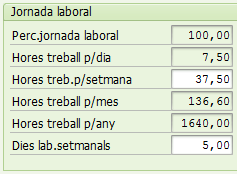 Jornada laboral
Perc.jornada laboral 100,00
Hores treball p/dia 7,50
Hores treb.p/setmana 37,50
Hores treball p/mes 136,60
Hores treball p/any 1640,00
Dies lab.setmanals 5,00